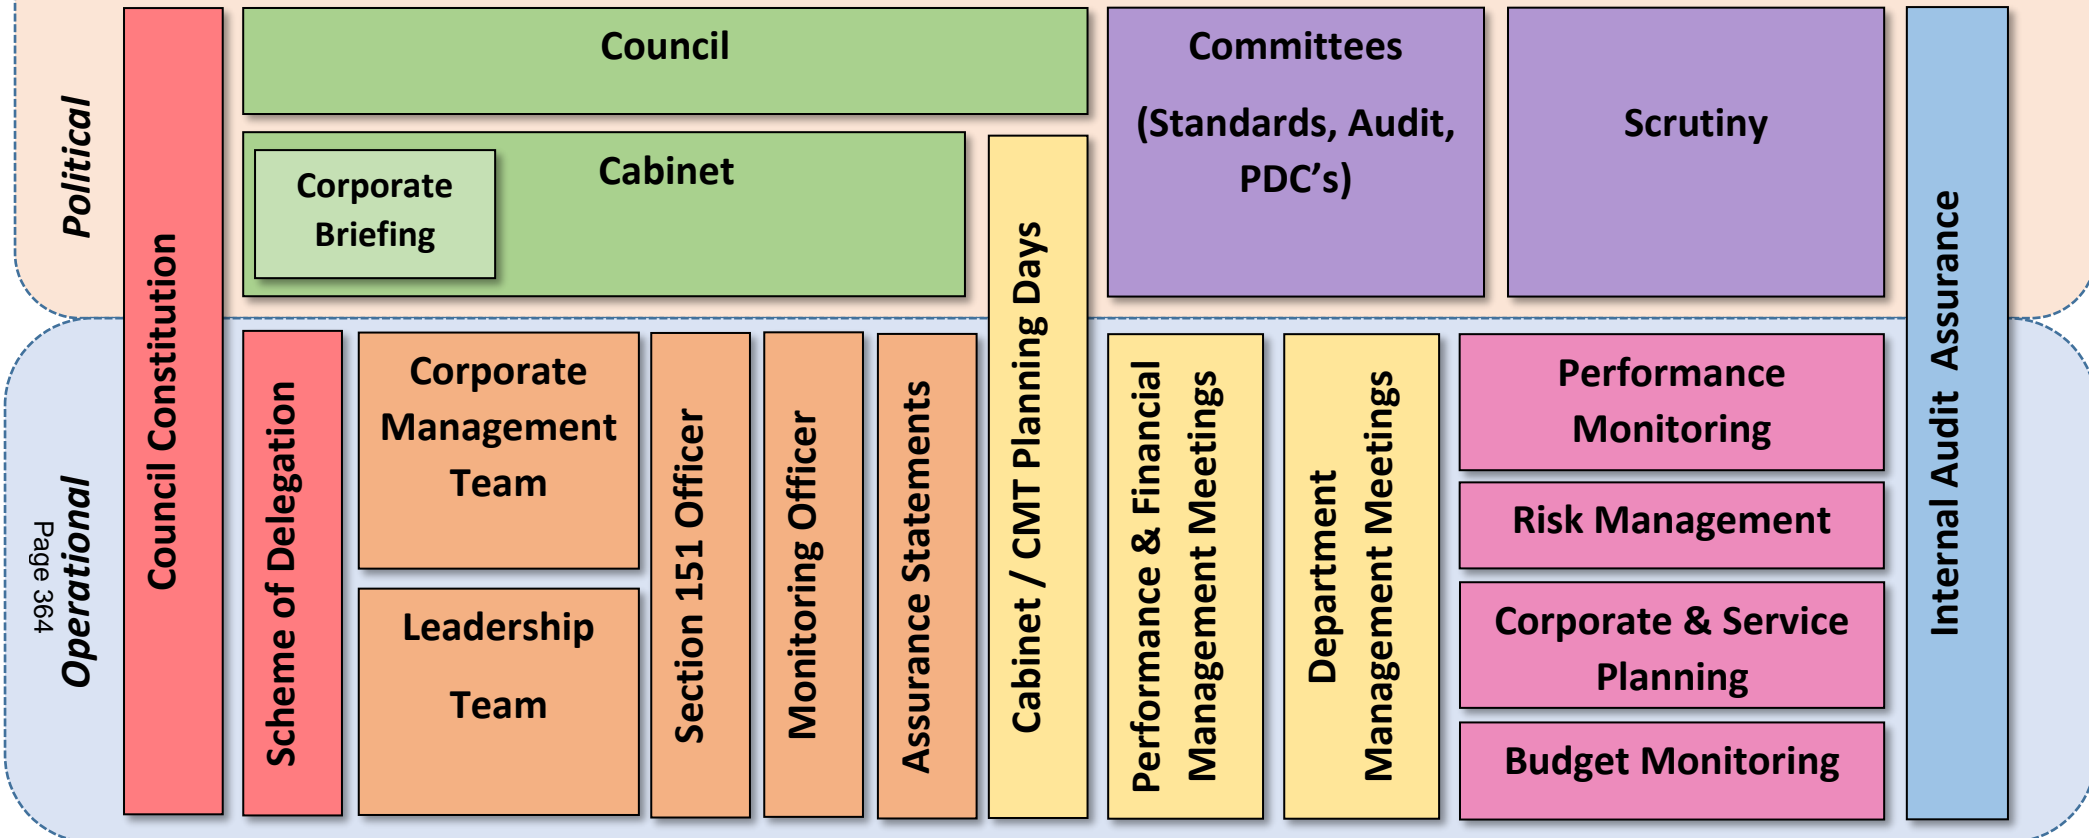 Political
Council Constitution
Council
Cabinet
Corporate
Briefing
Committees
(Standards, Audit,
PDC’s)
Scrutiny
Internal Audit  Assurance
Operational
Page 364
Scheme of Delegation
Corporate
Management
Team
Leadership
Team
Section 151 Officer
Monitoring Officer
Assurance Statements
Cabinet / CMT Planning Days
Performance & Financial
Management Meetings
Department
Management Meetings
Performance
Monitoring
Risk Management
Corporate & Service
Planning
Budget Monitoring